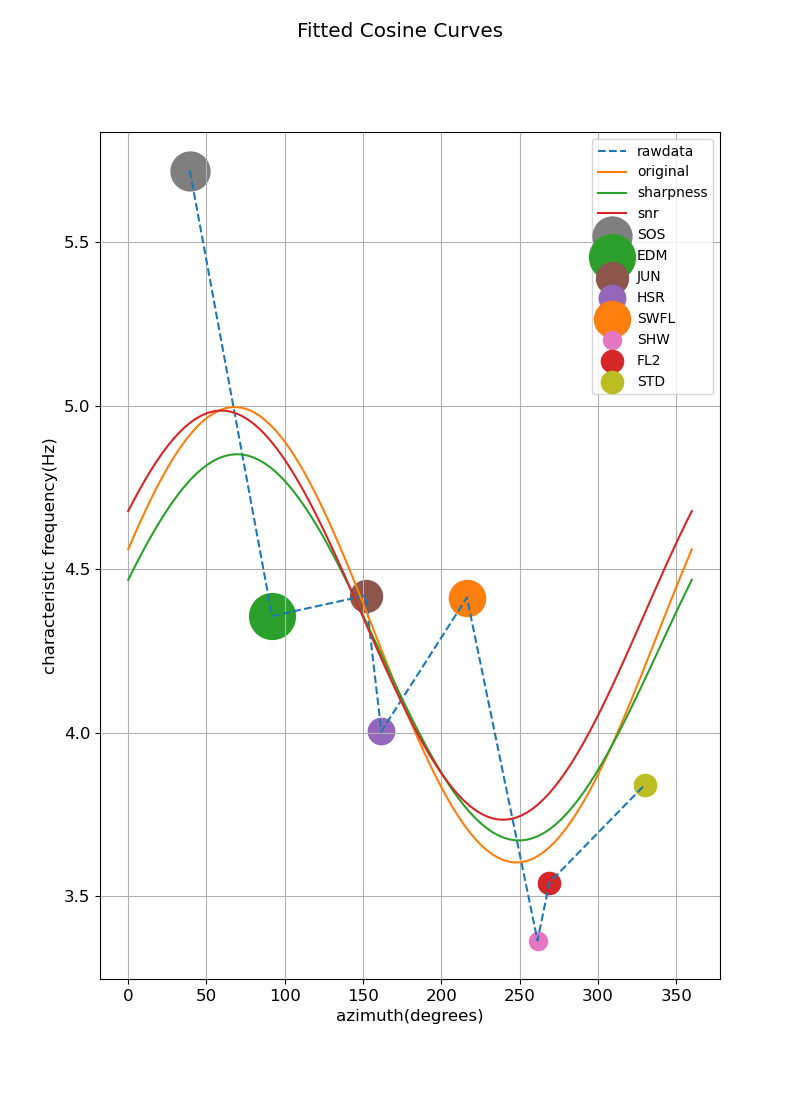 Fitted Cosine Curves
rawdata
original
sharpness
snr
SOS
EDM
JUN
HSR
SWFL
SHW
FL2
STD
5.5
5.0
4.5
4.0
3.5
characteristic frequency(Hz)
0 50 100 150 200 250 300 350
azimuth(degrees)